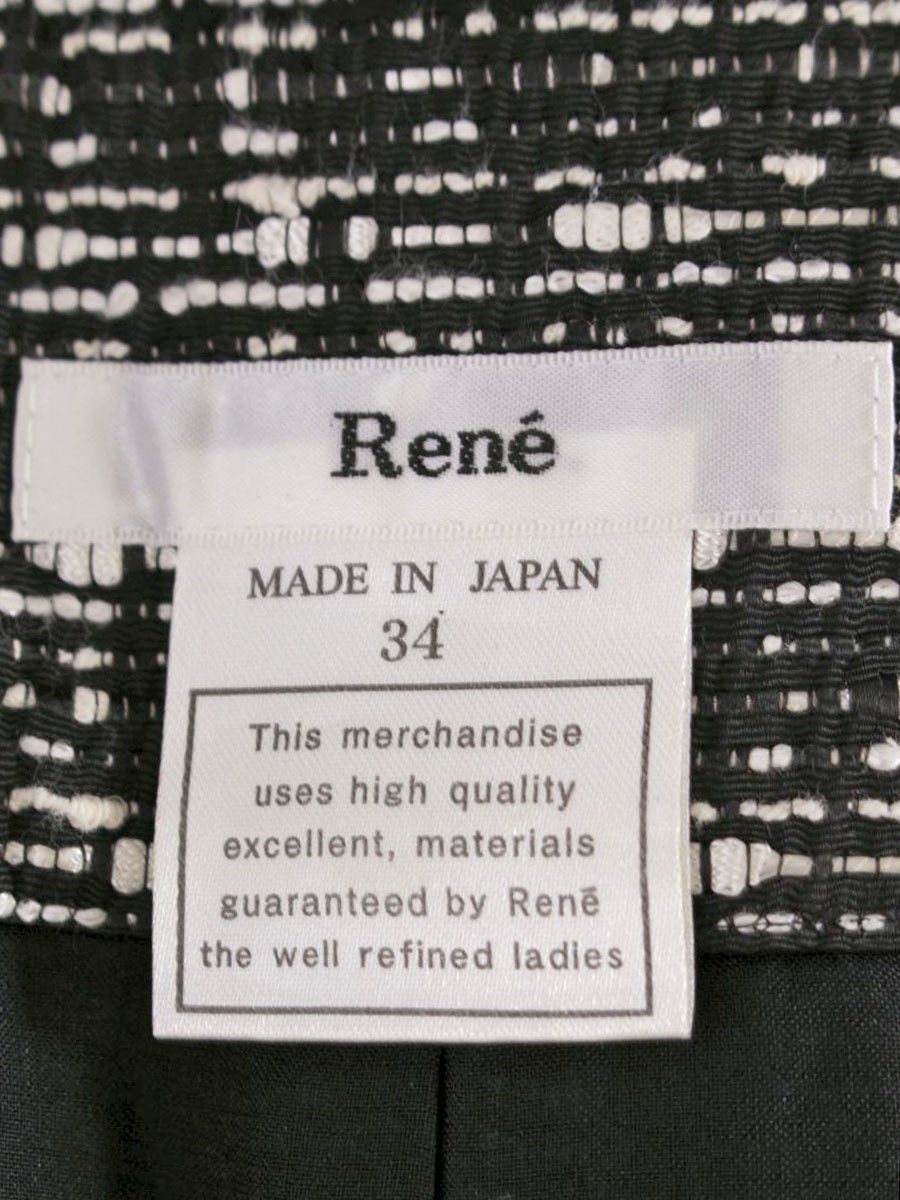 René
MADE IN JAPAN
34
This merchandise
uses high quality
excellent, materials
guaranteed by René
the well refined ladies